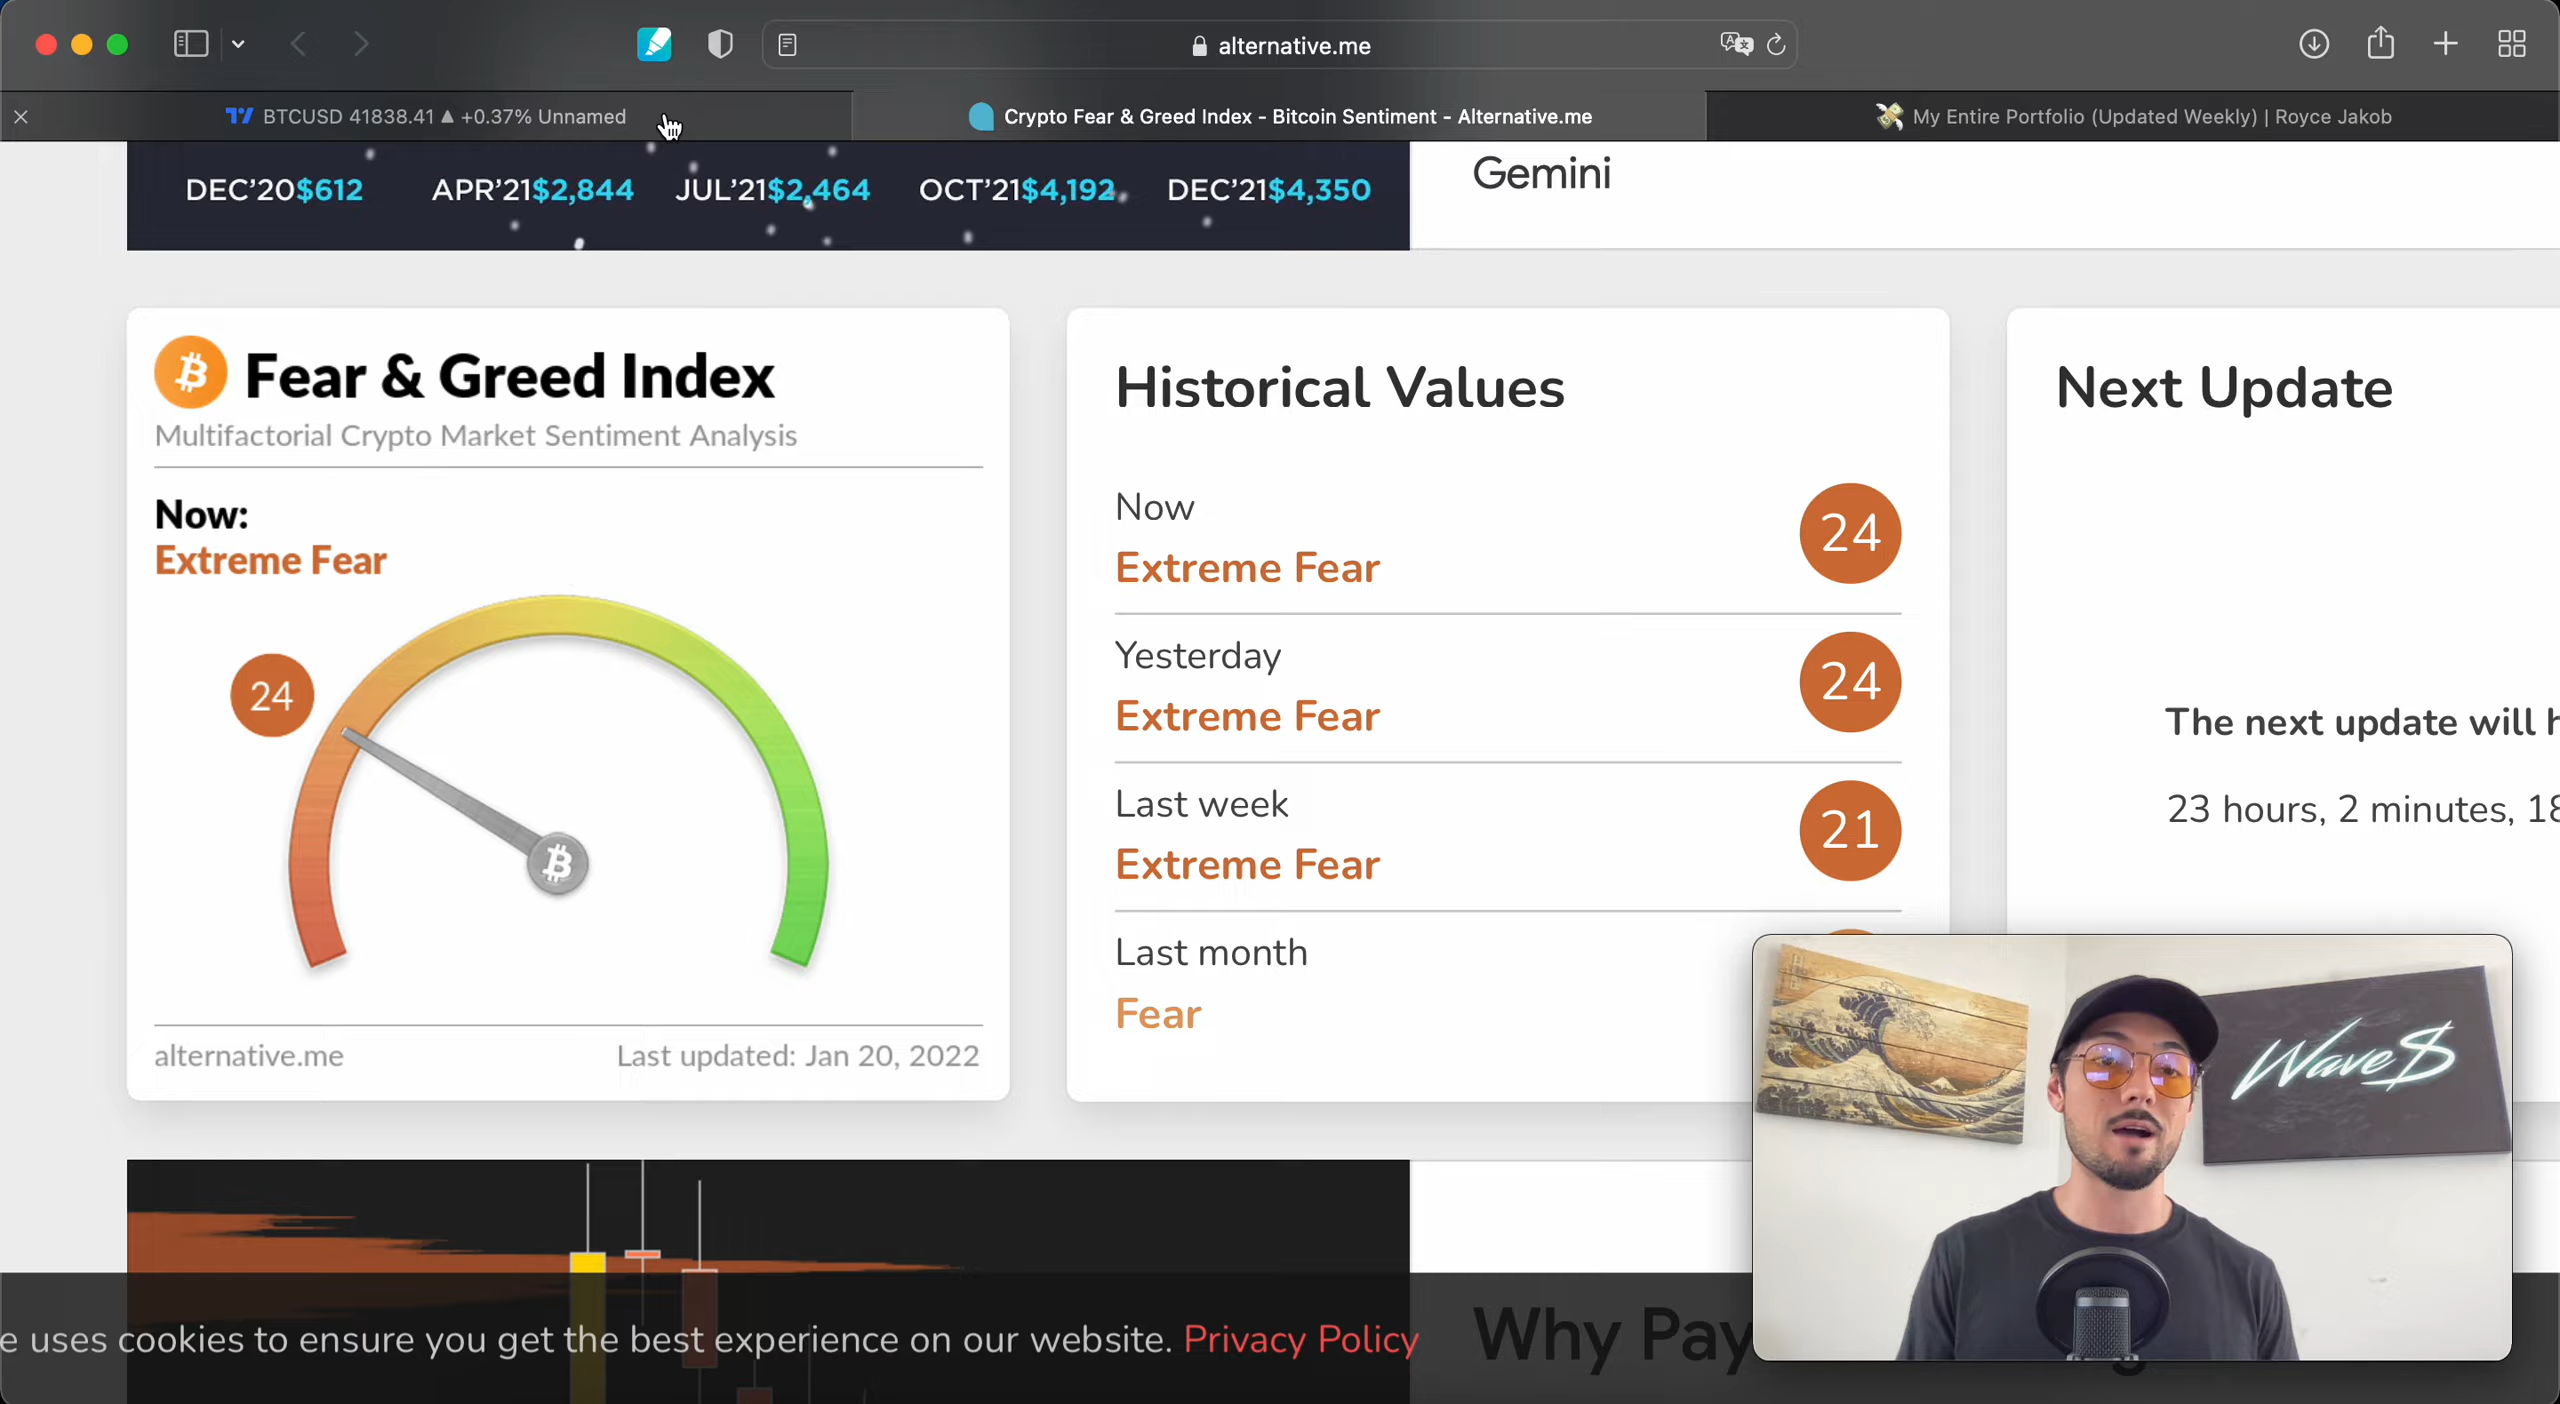 alternative.me
BTCUSD 41838.41 ▲ +0.37% Unnamed
Crypto Fear & Greed Index - Bitcoin Sentiment - Alternative.me
My Entire Portfolio (Updated Weekly) | Royce Jakob
DEC'20 $612
APR'21 $2,844
JUL'21 $2,464
OCT'21 $4,192
DEC'21 $4,350
Gemini
Fear & Greed Index
Multifactorial Crypto Market Sentiment Analysis
Now:
Extreme Fear
24
alternative.me
Last updated: Jan 20, 2022
Historical Values
Now
Extreme Fear
24
Yesterday
Extreme Fear
24
Last week
Extreme Fear
21
Last month
Fear
Next Update
The next update will h
23 hours, 2 minutes, 18
Wave$
e uses cookies to ensure you get the best experience on our website. Privacy Policy
Why Pay